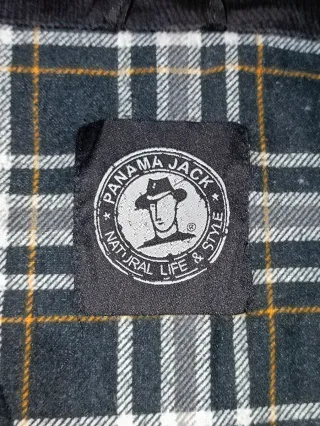 PANAMA JACK
NATURAL LIFE & STYLE
®